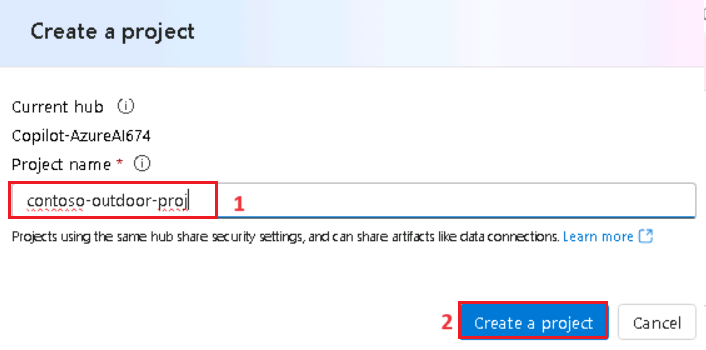 Create a project
Current hub
Copilot-AzureAI674
Project name *
contoso-outdoor-proj 1
Projects using the same hub share security settings, and can share artifacts like data connections. Learn more
2 Create a project Cancel